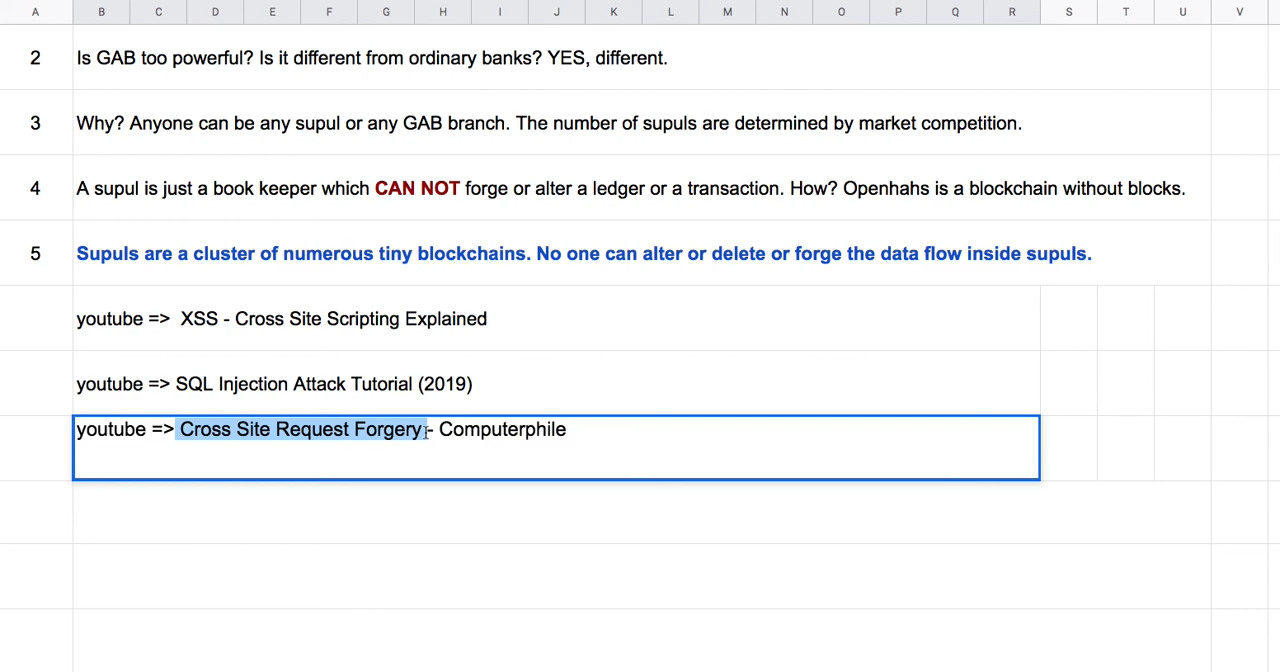 A B C D E F G H I J K L M N O P Q R S T U V
2 Is GAB too powerful? Is it different from ordinary banks? YES, different.
3 Why? Anyone can be any supul or any GAB branch. The number of supuls are determined by market competition.
4 A supul is just a book keeper which CAN NOT forge or alter a ledger or a transaction. How? Openhahs is a blockchain without blocks.
5 Supuls are a cluster of numerous tiny blockchains. No one can alter or delete or forge the data flow inside supuls.
youtube => XSS - Cross Site Scripting Explained
youtube => SQL Injection Attack Tutorial (2019)
youtube => Cross Site Request Forgery - Computerphile